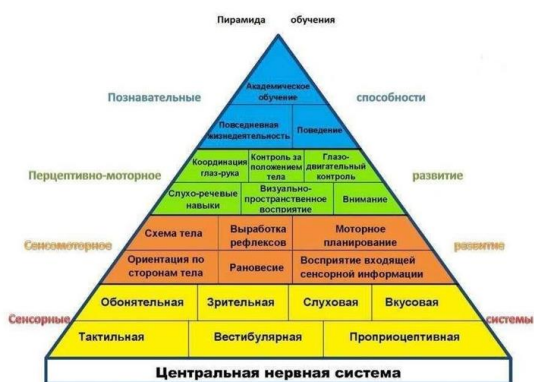 Пирамида обучения
Академическое
обучение
Познавательные способности
Повседневная
жизнедеятельность
Поведение
Координация
глаз-рука
Контроль за
положением
тела
Глазо-
двигательный
контроль
Перцептивно-моторное развитие
Слухо-речевые
навыки
Визуально-
пространственное
восприятие
Внимание
Схема тела
Выработка
рефлексов
Моторное
планирование
Сенсомоторное развитие
Ориентация по
сторонам тела
Рановесие
Восприятие входящей
сенсорной информации
Обонятельная Зрительная Слуховая Вкусовая
Сенсорные системы
Тактильная Вестибулярная Проприоцептивная
Центральная нервная система